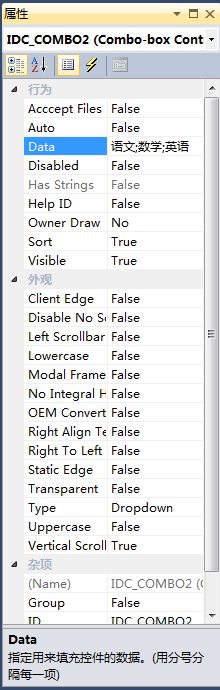 属性
IDC_COMBO2 (Combo-box Cont
行为
Acccept Files False
Auto False
Data 语文;数学;英语
Disabled False
Has Strings False
Help ID False
Owner Draw No
Sort True
Visible True
外观
Client Edge False
Disable No Sc False
Left Scrollbar False
Lowercase False
Modal Frame False
No Integral H False
OEM Convert False
Right Align Te False
Right To Left False
Static Edge False
Transparent False
Type Dropdown
Uppercase False
Vertical Scroll True
杂项
(Name) IDC_COMBO2 (C
Group False
ID IDC_COMBO2
Data
指定用来填充控件的数据。(用分号分
隔每一项)